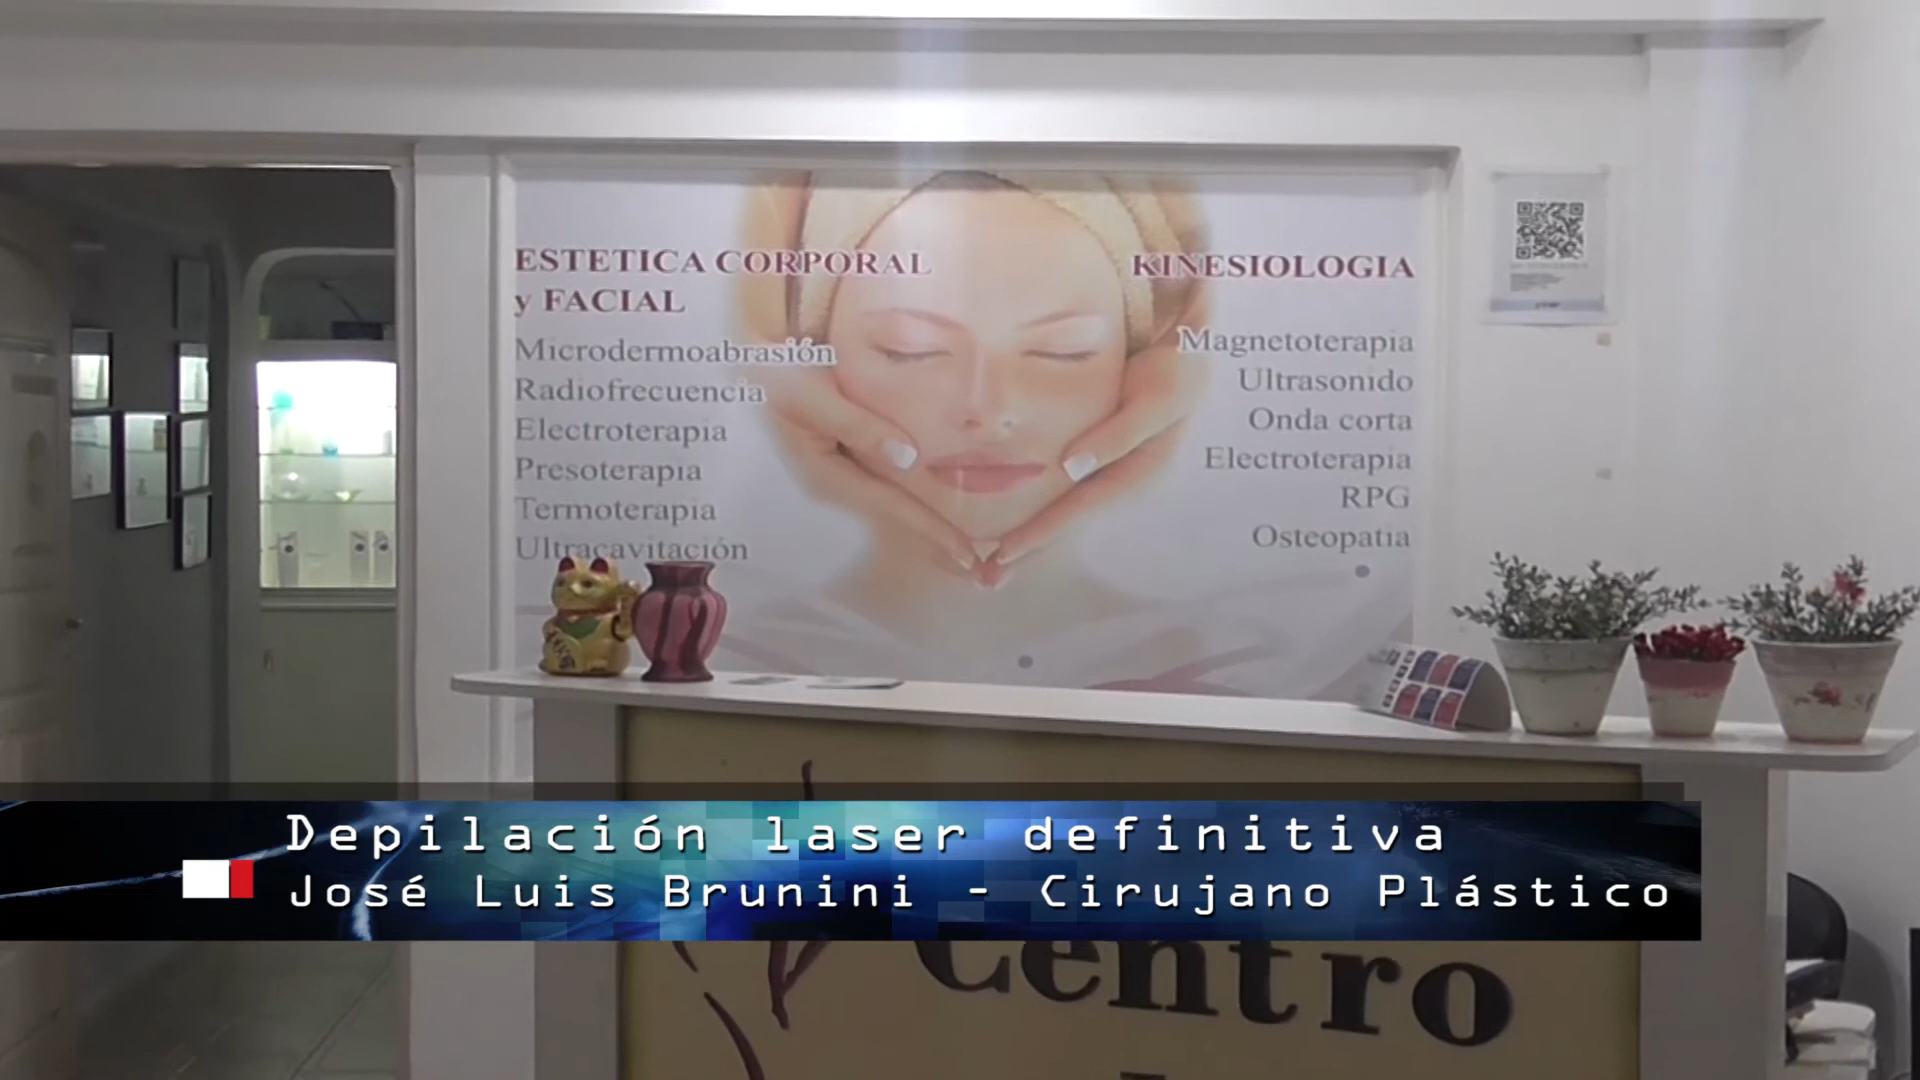 ESTETICA CORPORAL
y FACIAL
Microdermoabrasión
Radiofrecuencia
Electroterapia
Presoterapia
Termoterapia
Ultracavitación
KINESIOLOGIA
Magnetoterapia
Ultrasonido
Onda corta
Electroterapia
RPG
Osteopatia
Depilación laser definitiva
José Luis Brunini - Cirujano Plástico
Centro